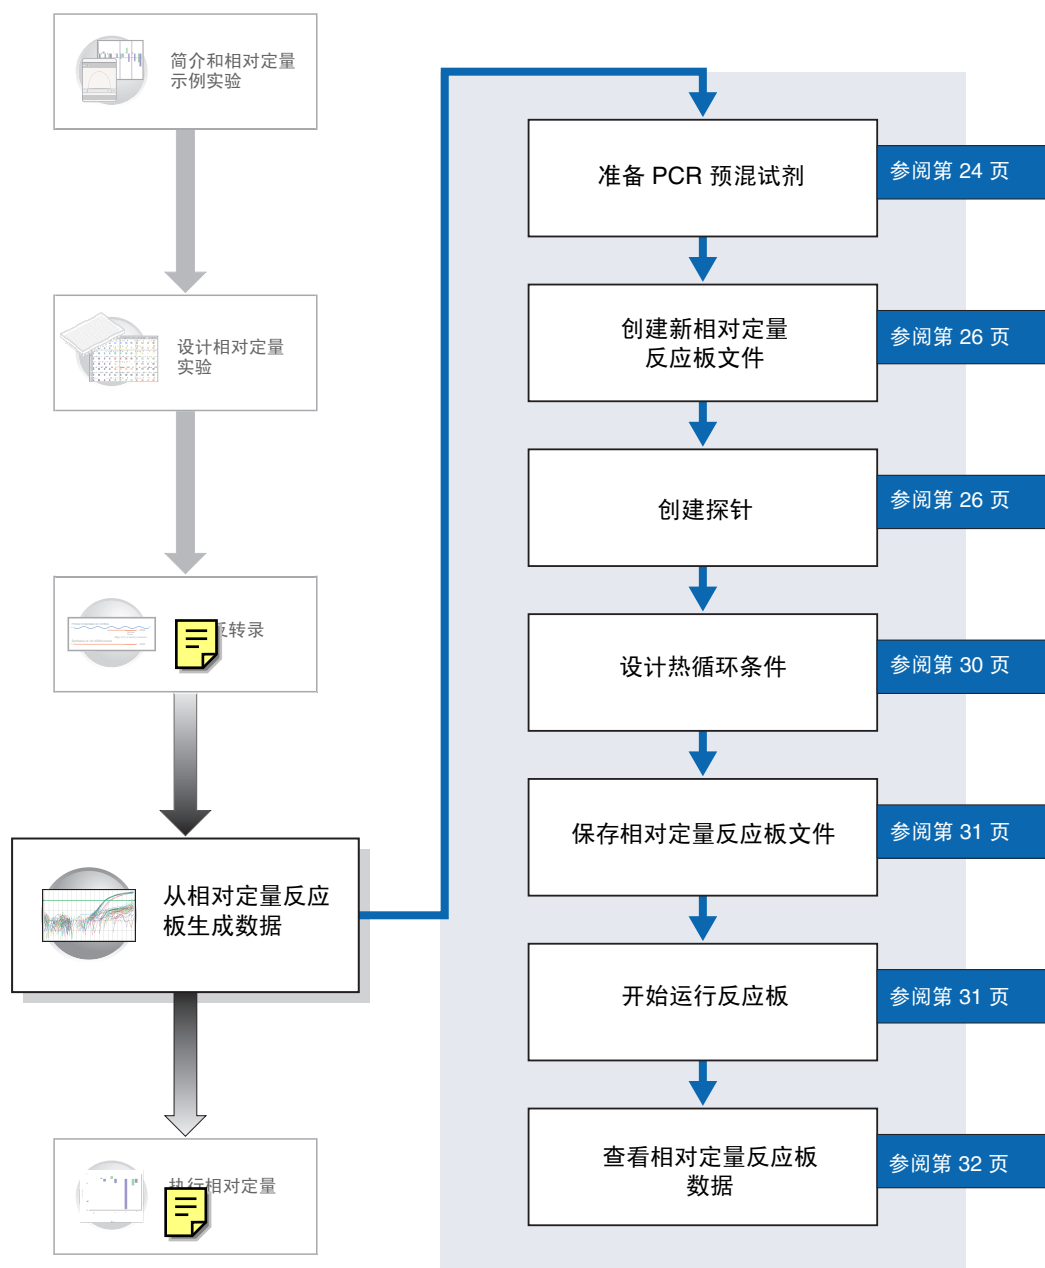 简介和相对定量
示例实验
设计相对定量
实验
转录
从相对定量反应
板生成数据
执行相对定量
准备 PCR 预混试剂
参阅第 24 页
创建新相对定量
反应板文件
参阅第 26 页
创建探针
参阅第 26 页
设计热循环条件
参阅第 30 页
保存相对定量反应板文件
参阅第 31 页
开始运行反应板
参阅第 31 页
查看相对定量反应板
数据
参阅第 32 页